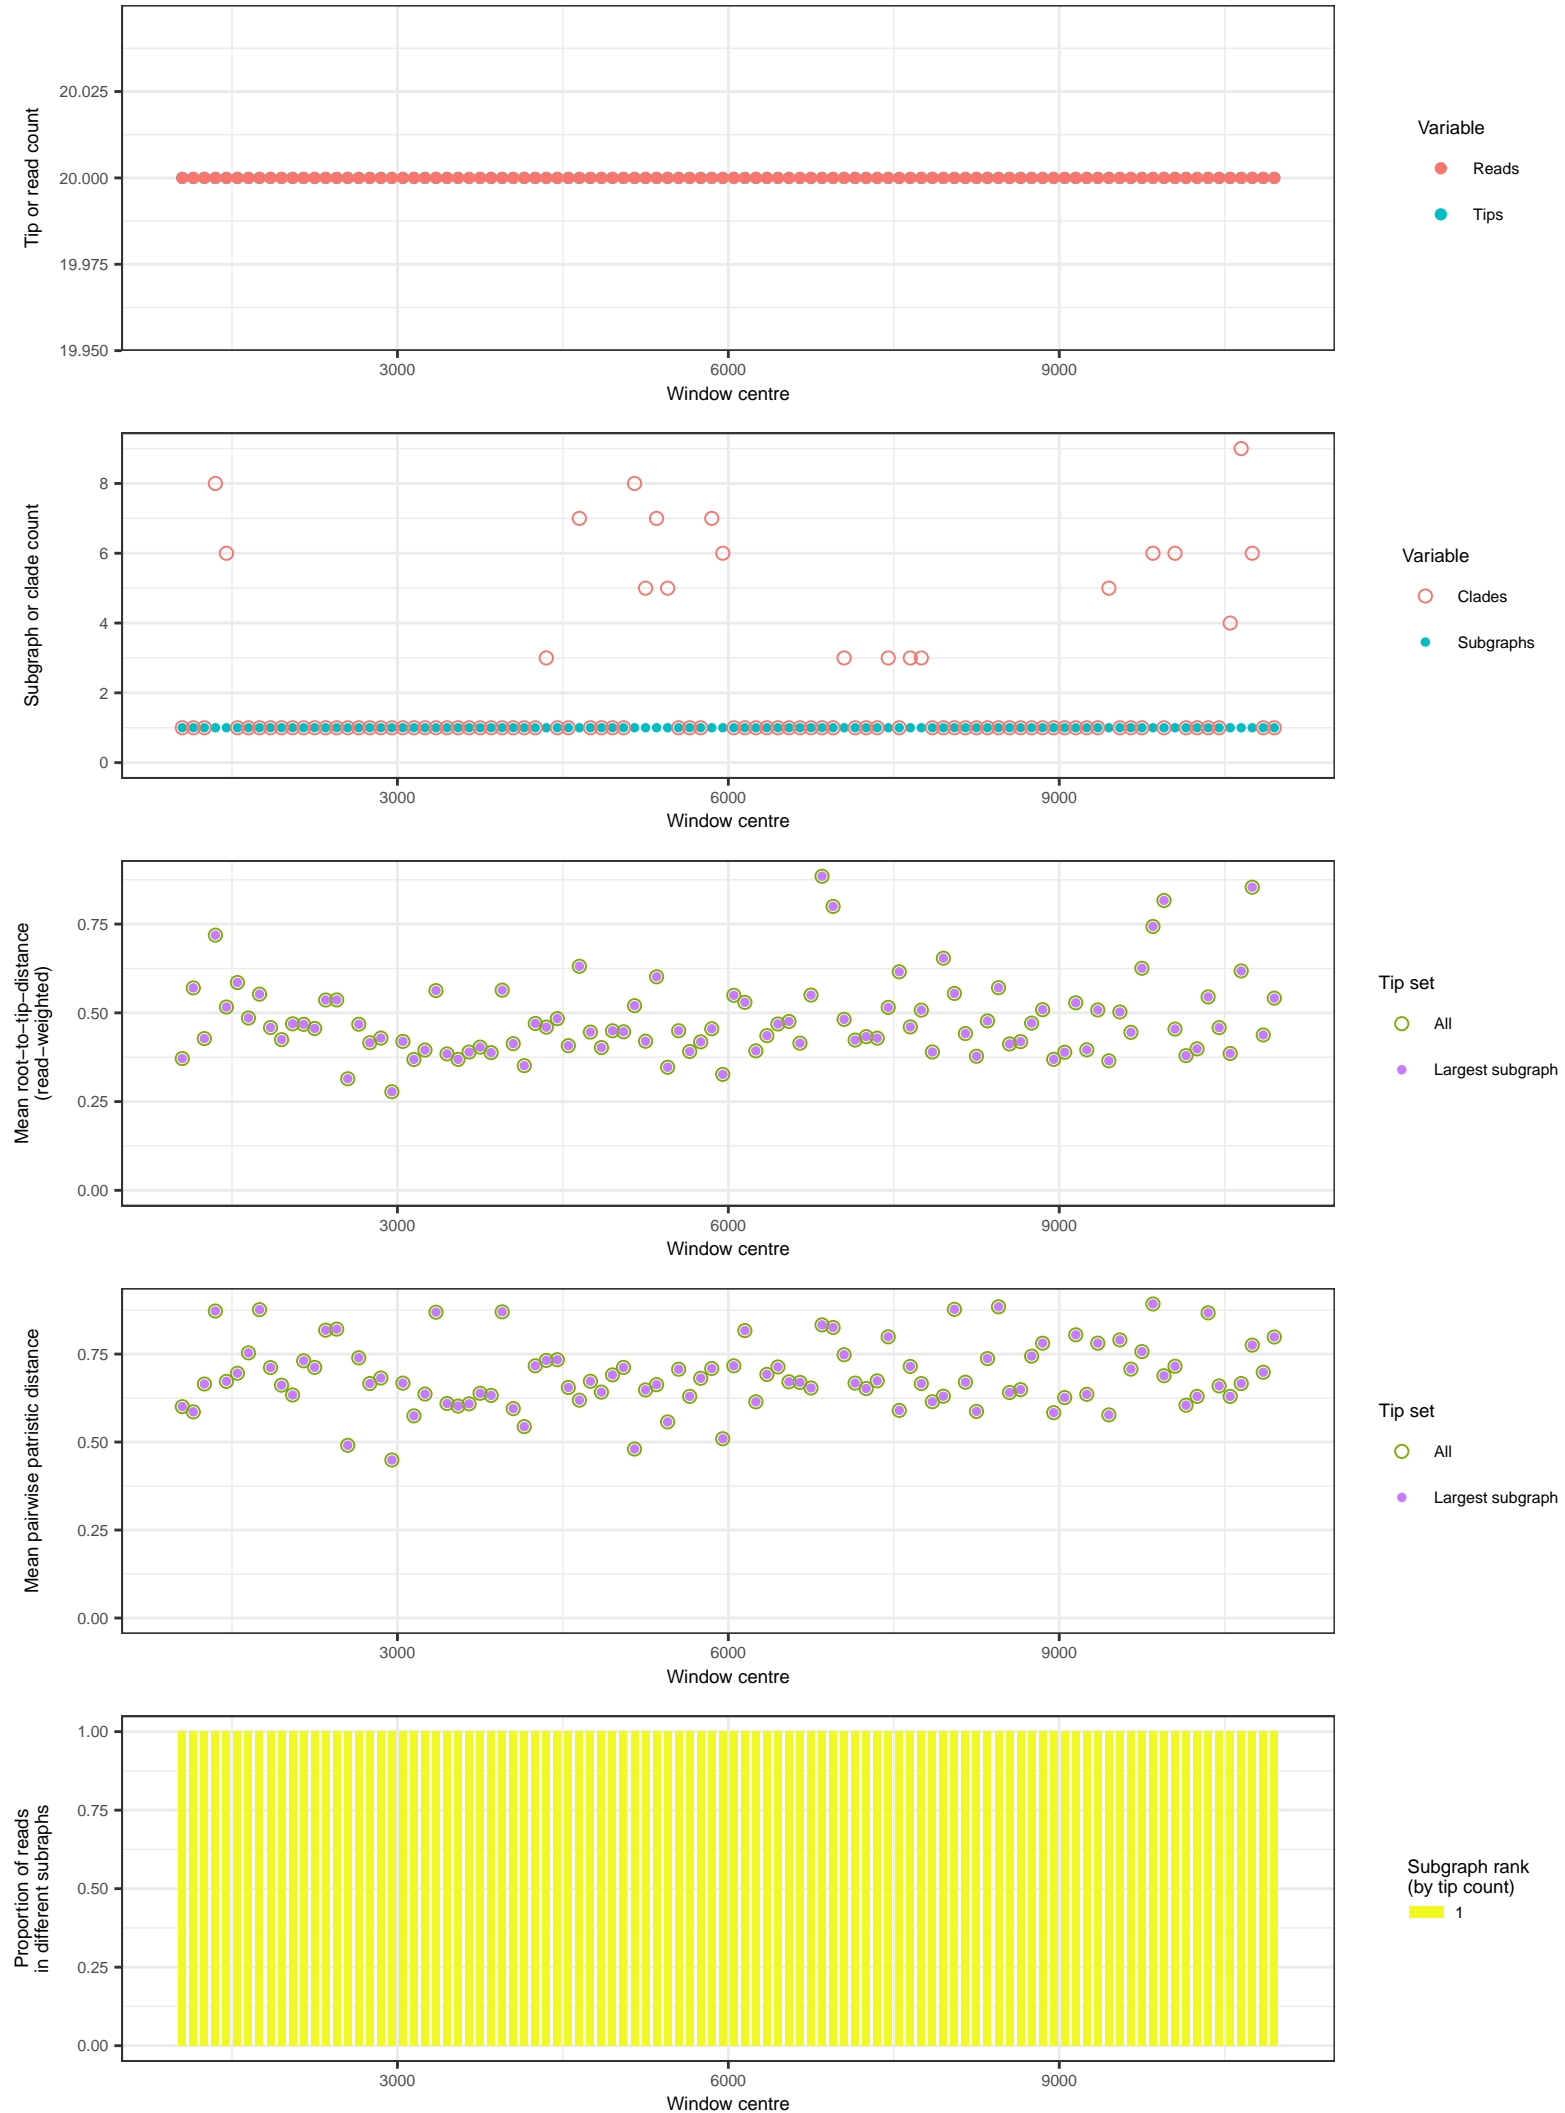 20.025
20.000
19.975
19.950
Tip or read count
3000 6000 9000
Window centre
Variable
Reads
Tips
8
6
4
2
0
Subgraph or clade count
3000 6000 9000
Window centre
Variable
Clades
Subgraphs
0.75
0.50
0.25
0.00
Mean root−to−tip−distance
(read−weighted)
3000 6000 9000
Window centre
Tip set
All
Largest subgraph
0.75
0.50
0.25
0.00
Mean pairwise patristic distance
3000 6000 9000
Window centre
Tip set
All
Largest subgraph
1.00
0.75
0.50
0.25
0.00
Proportion of reads
in different subraphs
3000 6000 9000
Window centre
Subgraph rank
(by tip count)
1